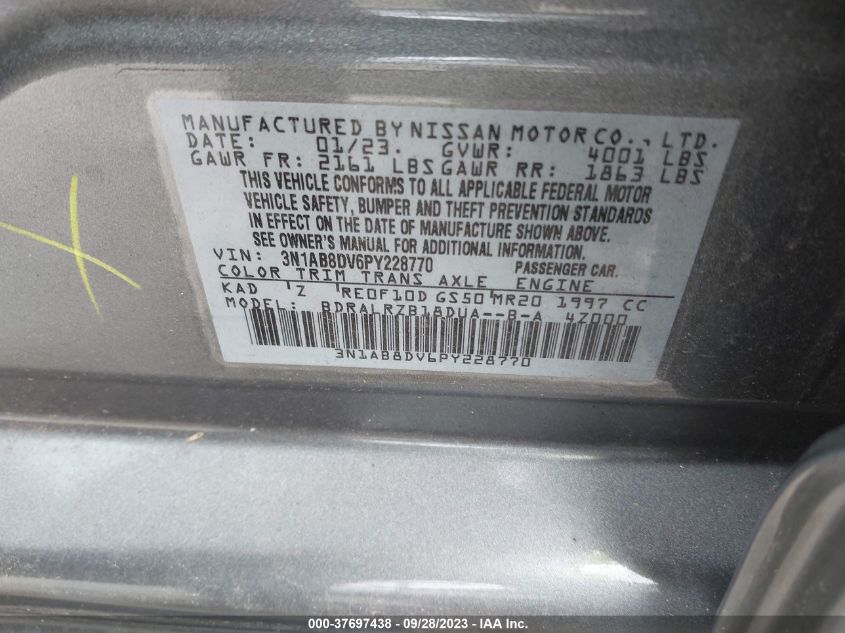 MANUFACTURED BY NISSAN MOTOR CO., LTD.
DATE: 01/23. GVWR: 4001 LBS
GAWR FR: 2161 LBS GAWR RR: 1863 LBS
THIS VEHICLE CONFORMS TO ALL APPLICABLE FEDERAL MOTOR
VEHICLE SAFETY, BUMPER AND THEFT PREVENTION STANDARDS
IN EFFECT ON THE DATE OF MANUFACTURE SHOWN ABOVE.
SEE OWNER'S MANUAL FOR ADDITIONAL INFORMATION.
VIN: 3N1AB8DV6PY228770 PASSENGER CAR.
COLOR TRIM TRANS AXLE ENGINE
KAD Z RE0F10D GS50 MR20 1997 CC
MODEL: BDRALRZB18DUA--B-A 4Z000
3N1AB8DV6PY228770
000-37697438 - 09/28/2023 - IAA Inc.